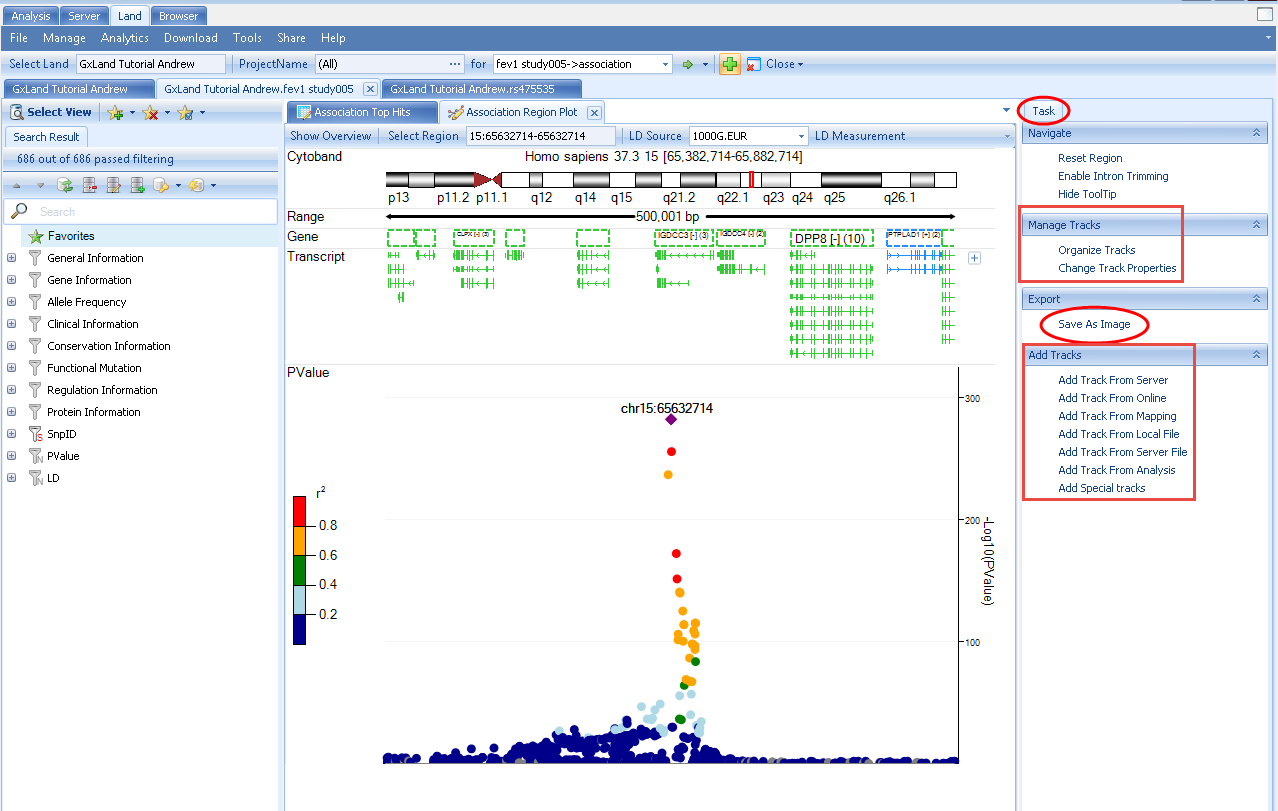 Analysis Server Land Browser
File Manage Analytics Download Tools Share Help
Select Land GxLand Tutorial Andrew ProjectName (All) ... for fev1 study005->association Close
GxLand Tutorial Andrew GxLand Tutorial Andrew.fev1 study005 GxLand Tutorial Andrew.rs475535
Select View
Search Result
686 out of 686 passed filtering
Search
Favorites
General Information
Gene Information
Allele Frequency
Clinical Information
Conservation Information
Functional Mutation
Regulation Information
Protein Information
SnpID
PValue
LD
Association Top Hits Association Region Plot
Show Overview Select Region 15:65632714-65632714 LD Source 1000G.EUR LD Measurement
Cytoband Homo sapiens 37.3 15 [65,382,714-65,882,714]
p13 p11.2 p11.1 q12 q14 q15 q21.2 q22.1 q23 q24 q25 q26.1
Range 500,001 bp
Gene CLPX [-] (3) IGDCC3 [-] (3) IGDCC4 [-] (2) DPP8 [-] (10) PTPLAD1 [+] (2)
Transcript
PValue
chr15:65632714
300
200
100
-Log10(PValue)
r²
0.8
0.6
0.4
0.2
Task
Navigate
Reset Region
Enable Intron Trimming
Hide ToolTip
Manage Tracks
Organize Tracks
Change Track Properties
Export
Save As Image
Add Tracks
Add Track From Server
Add Track From Online
Add Track From Mapping
Add Track From Local File
Add Track From Server File
Add Track From Analysis
Add Special tracks